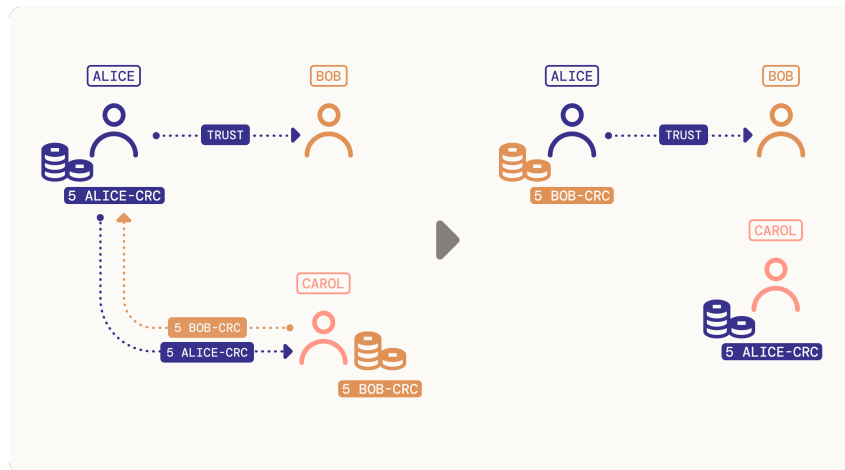 ALICE
BOB
TRUST
5 ALICE-CRC
CAROL
5 BOB-CRC
5 ALICE-CRC
5 BOB-CRC
ALICE
BOB
TRUST
5 BOB-CRC
CAROL
5 ALICE-CRC